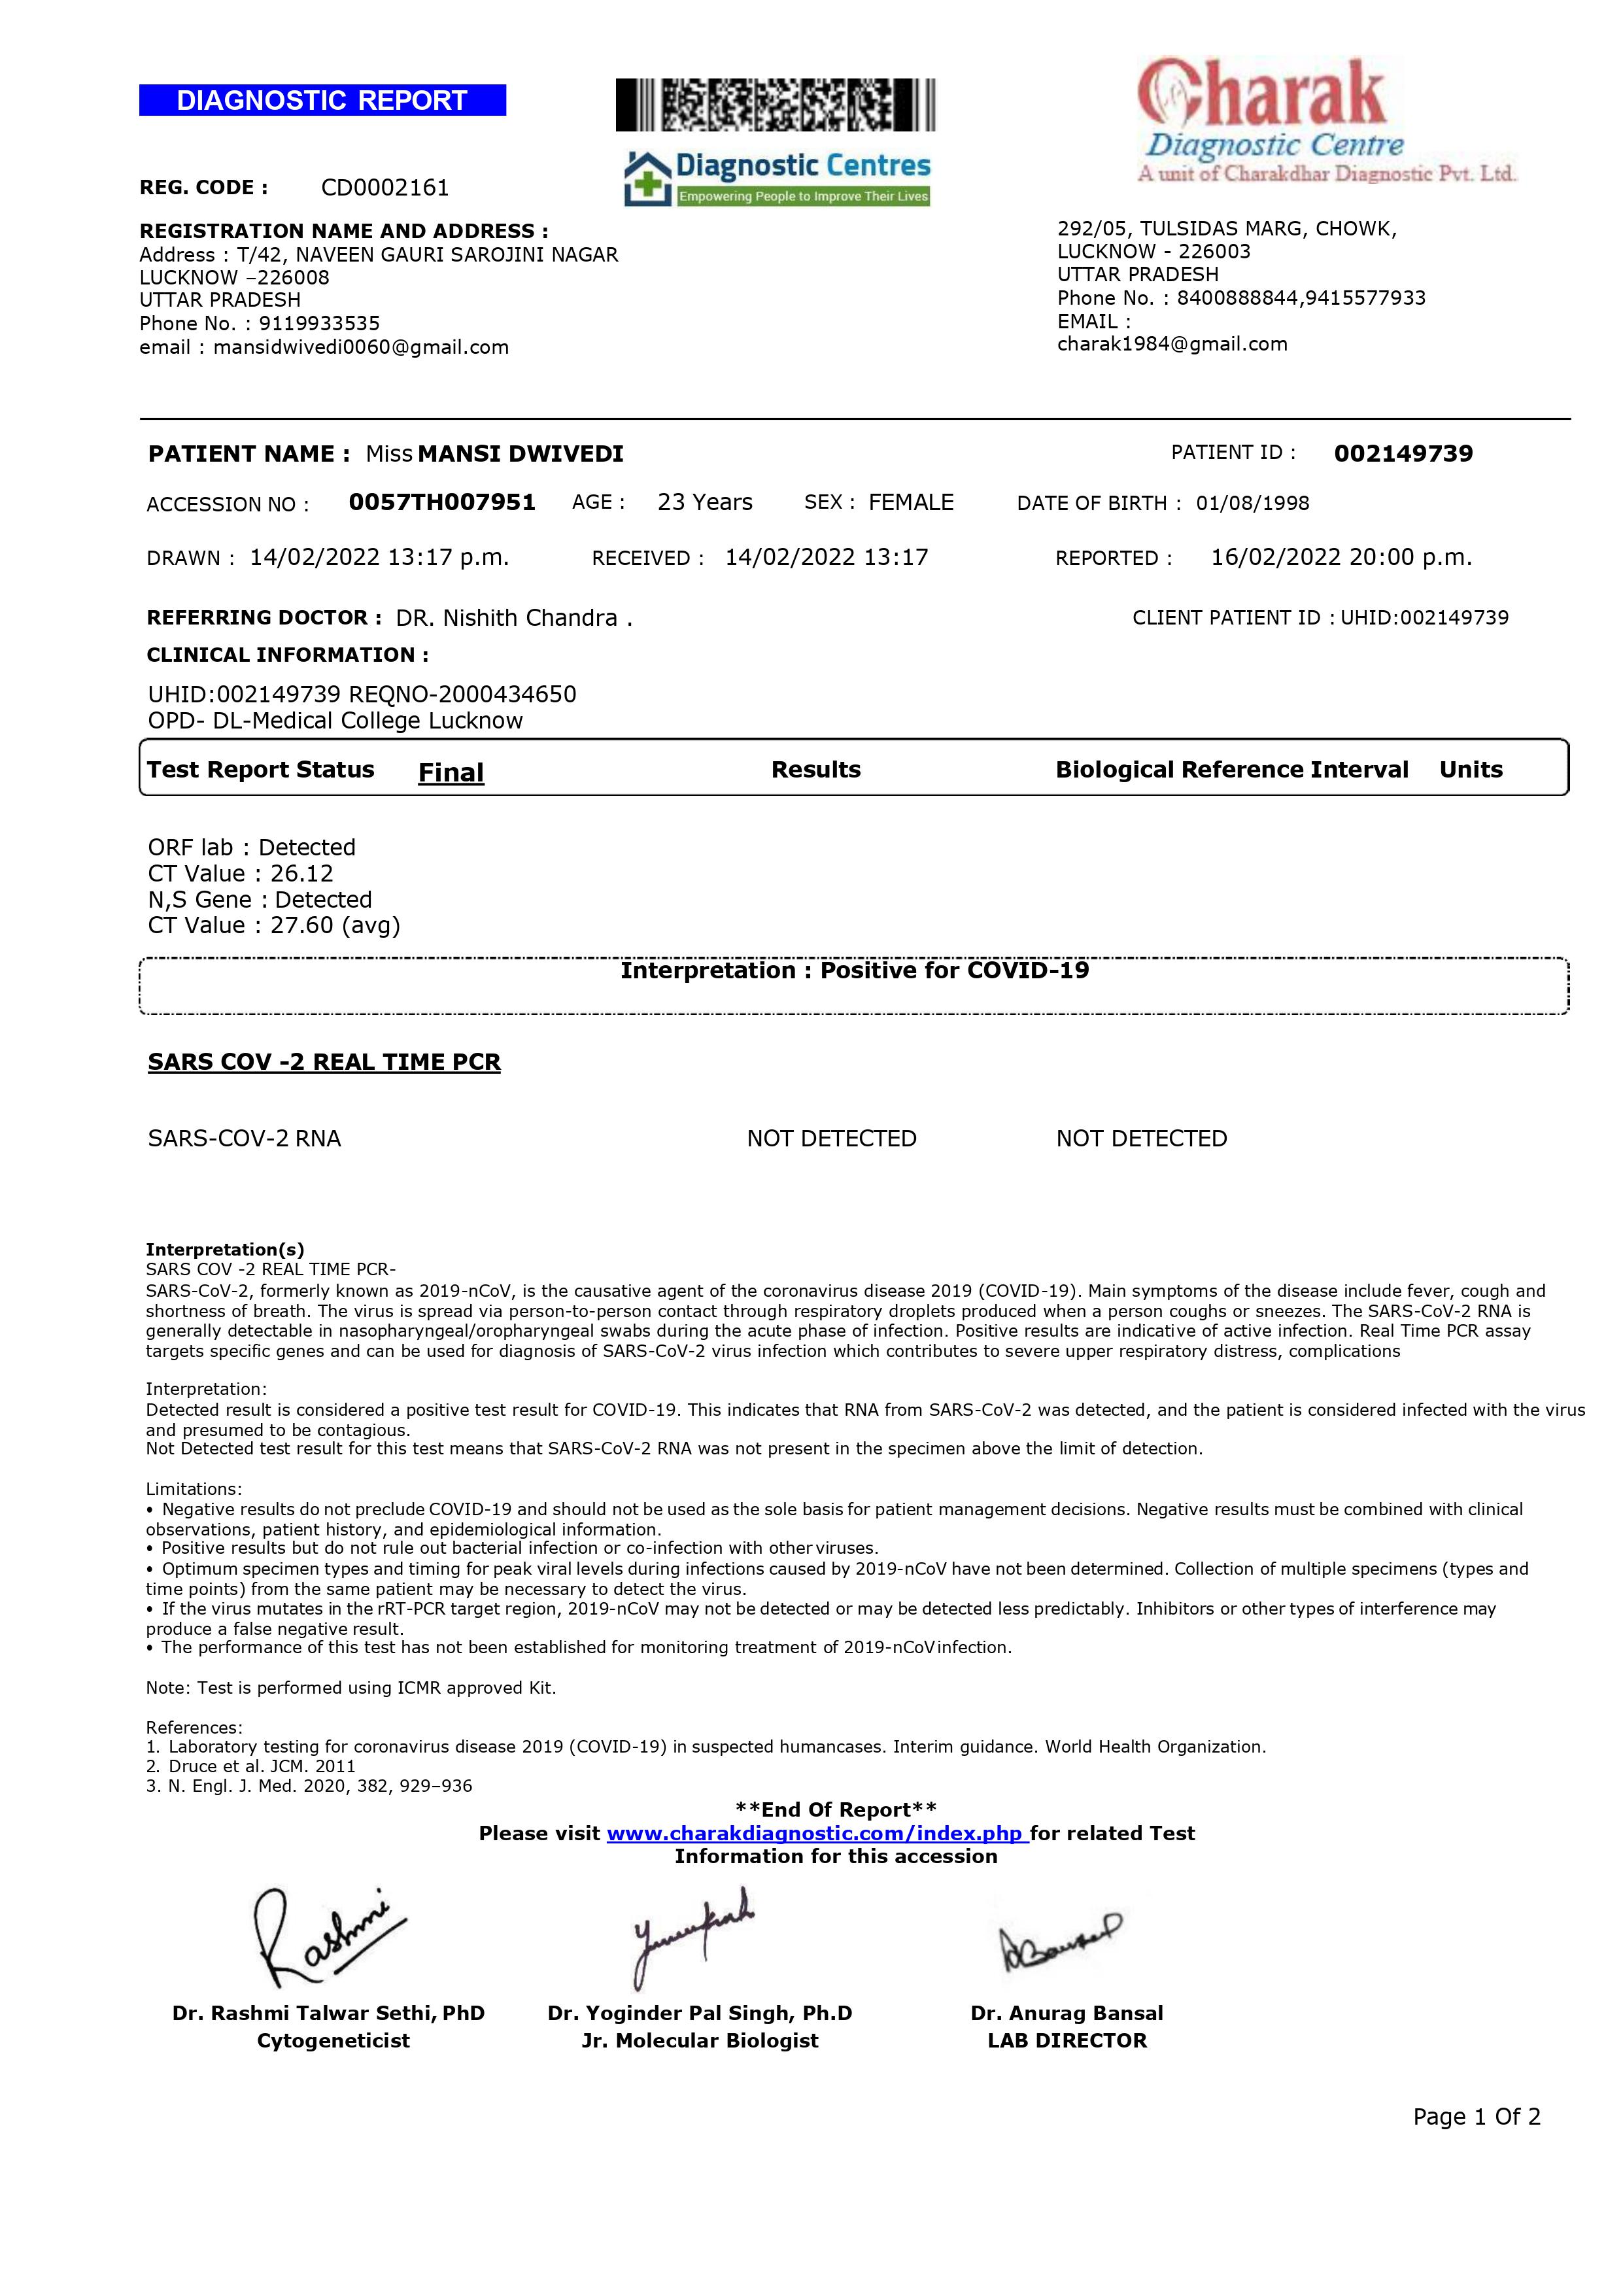 DIAGNOSTIC REPORT
Charak
Diagnostic Centre
A unit of Charakdhar Diagnostic Pvt. Ltd.
Diagnostic Centres
Empowering People to Improve Their Lives
REG. CODE : CD0002161
REGISTRATION NAME AND ADDRESS :
Address : T/42, NAVEEN GAURI SAROJINI NAGAR
LUCKNOW –226008
UTTAR PRADESH
Phone No. : 9119933535
email : mansidwivedi0060@gmail.com
292/05, TULSIDAS MARG, CHOWK,
LUCKNOW - 226003
UTTAR PRADESH
Phone No. : 8400888844,9415577933
EMAIL :
charak1984@gmail.com
PATIENT NAME : Miss MANSI DWIVEDI PATIENT ID : 002149739
ACCESSION NO : 0057TH007951 AGE : 23 Years SEX : FEMALE DATE OF BIRTH : 01/08/1998
DRAWN : 14/02/2022 13:17 p.m. RECEIVED : 14/02/2022 13:17 REPORTED : 16/02/2022 20:00 p.m.
REFERRING DOCTOR : DR. Nishith Chandra . CLIENT PATIENT ID : UHID:002149739
CLINICAL INFORMATION :
UHID:002149739 REQNO-2000434650
OPD- DL-Medical College Lucknow
Test Report Status Final Results Biological Reference Interval Units
ORF lab : Detected
CT Value : 26.12
N,S Gene : Detected
CT Value : 27.60 (avg)
Interpretation : Positive for COVID-19
SARS COV -2 REAL TIME PCR
SARS-COV-2 RNA NOT DETECTED NOT DETECTED
Interpretation(s)
SARS COV -2 REAL TIME PCR-
SARS-CoV-2, formerly known as 2019-nCoV, is the causative agent of the coronavirus disease 2019 (COVID-19). Main symptoms of the disease include fever, cough and
shortness of breath. The virus is spread via person-to-person contact through respiratory droplets produced when a person coughs or sneezes. The SARS-CoV-2 RNA is
generally detectable in nasopharyngeal/oropharyngeal swabs during the acute phase of infection. Positive results are indicative of active infection. Real Time PCR assay
targets specific genes and can be used for diagnosis of SARS-CoV-2 virus infection which contributes to severe upper respiratory distress, complications
Interpretation:
Detected result is considered a positive test result for COVID-19. This indicates that RNA from SARS-CoV-2 was detected, and the patient is considered infected with the virus
and presumed to be contagious.
Not Detected test result for this test means that SARS-CoV-2 RNA was not present in the specimen above the limit of detection.
Limitations:
• Negative results do not preclude COVID-19 and should not be used as the sole basis for patient management decisions. Negative results must be combined with clinical
observations, patient history, and epidemiological information.
• Positive results but do not rule out bacterial infection or co-infection with other viruses.
• Optimum specimen types and timing for peak viral levels during infections caused by 2019-nCoV have not been determined. Collection of multiple specimens (types and
time points) from the same patient may be necessary to detect the virus.
• If the virus mutates in the rRT-PCR target region, 2019-nCoV may not be detected or may be detected less predictably. Inhibitors or other types of interference may
produce a false negative result.
• The performance of this test has not been established for monitoring treatment of 2019-nCoV infection.
Note: Test is performed using ICMR approved Kit.
References:
1. Laboratory testing for coronavirus disease 2019 (COVID-19) in suspected humancases. Interim guidance. World Health Organization.
2. Druce et al. JCM. 2011
3. N. Engl. J. Med. 2020, 382, 929–936
**End Of Report**
Please visit www.charakdiagnostic.com/index.php for related Test
Information for this accession
Rashmi
Dr. Rashmi Talwar Sethi, PhD Dr. Yoginder Pal Singh, Ph.D Dr. Anurag Bansal
Cytogeneticist Jr. Molecular Biologist LAB DIRECTOR
Page 1 Of 2